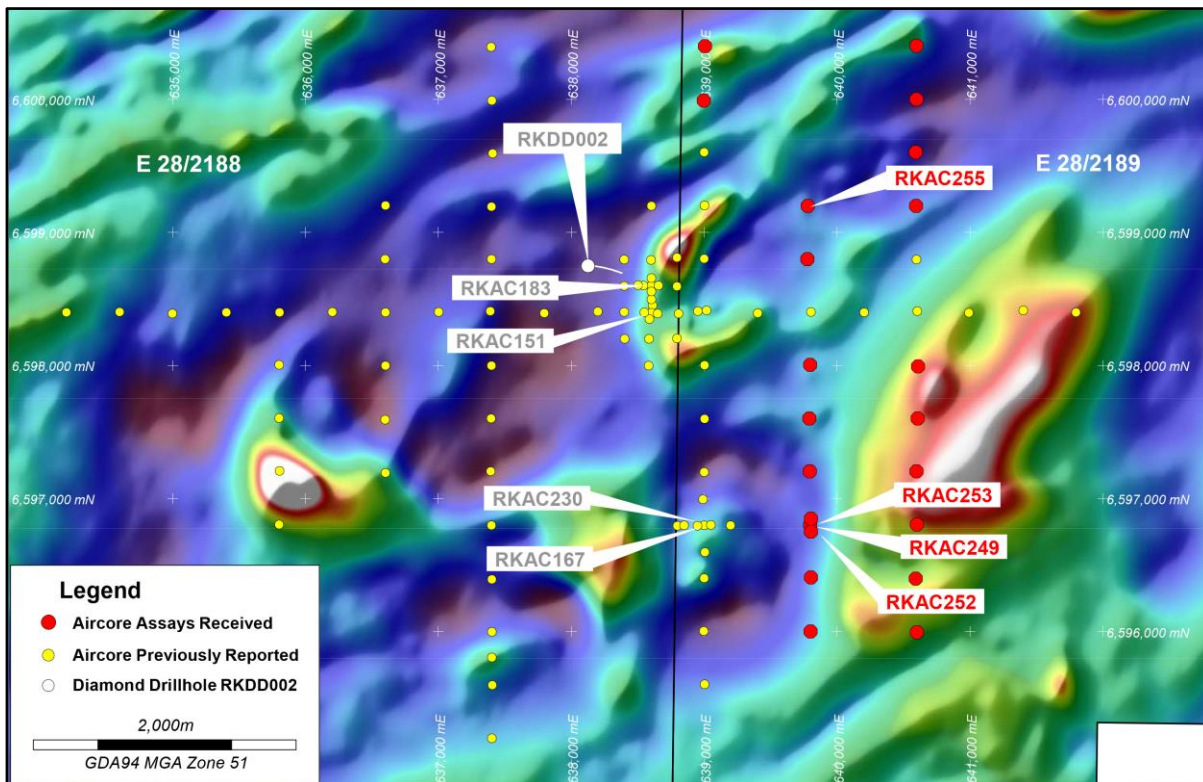 635,000 mE
636,000 mE
637,000 mE
638,000 mE
639,000 mE
640,000 mE
641,000 mE
6,600,000 mN
6,600,000 mN
RKDD002
E 28/2188
E 28/2189
RKAC255
6,599,000 mN
6,599,000 mN
RKAC183
RKAC151
6,598,000 mN
6,598,000 mN
RKAC230
RKAC253
6,597,000 mN
6,597,000 mN
RKAC167
RKAC249
RKAC252
Legend
Aircore Assays Received
Aircore Previously Reported
Diamond Drillhole RKDD002
2,000m
GDA94 MGA Zone 51
6,596,000 mN
637,000 mE
638,000 mE
639,000 mE
640,000 mE
641,000 mE